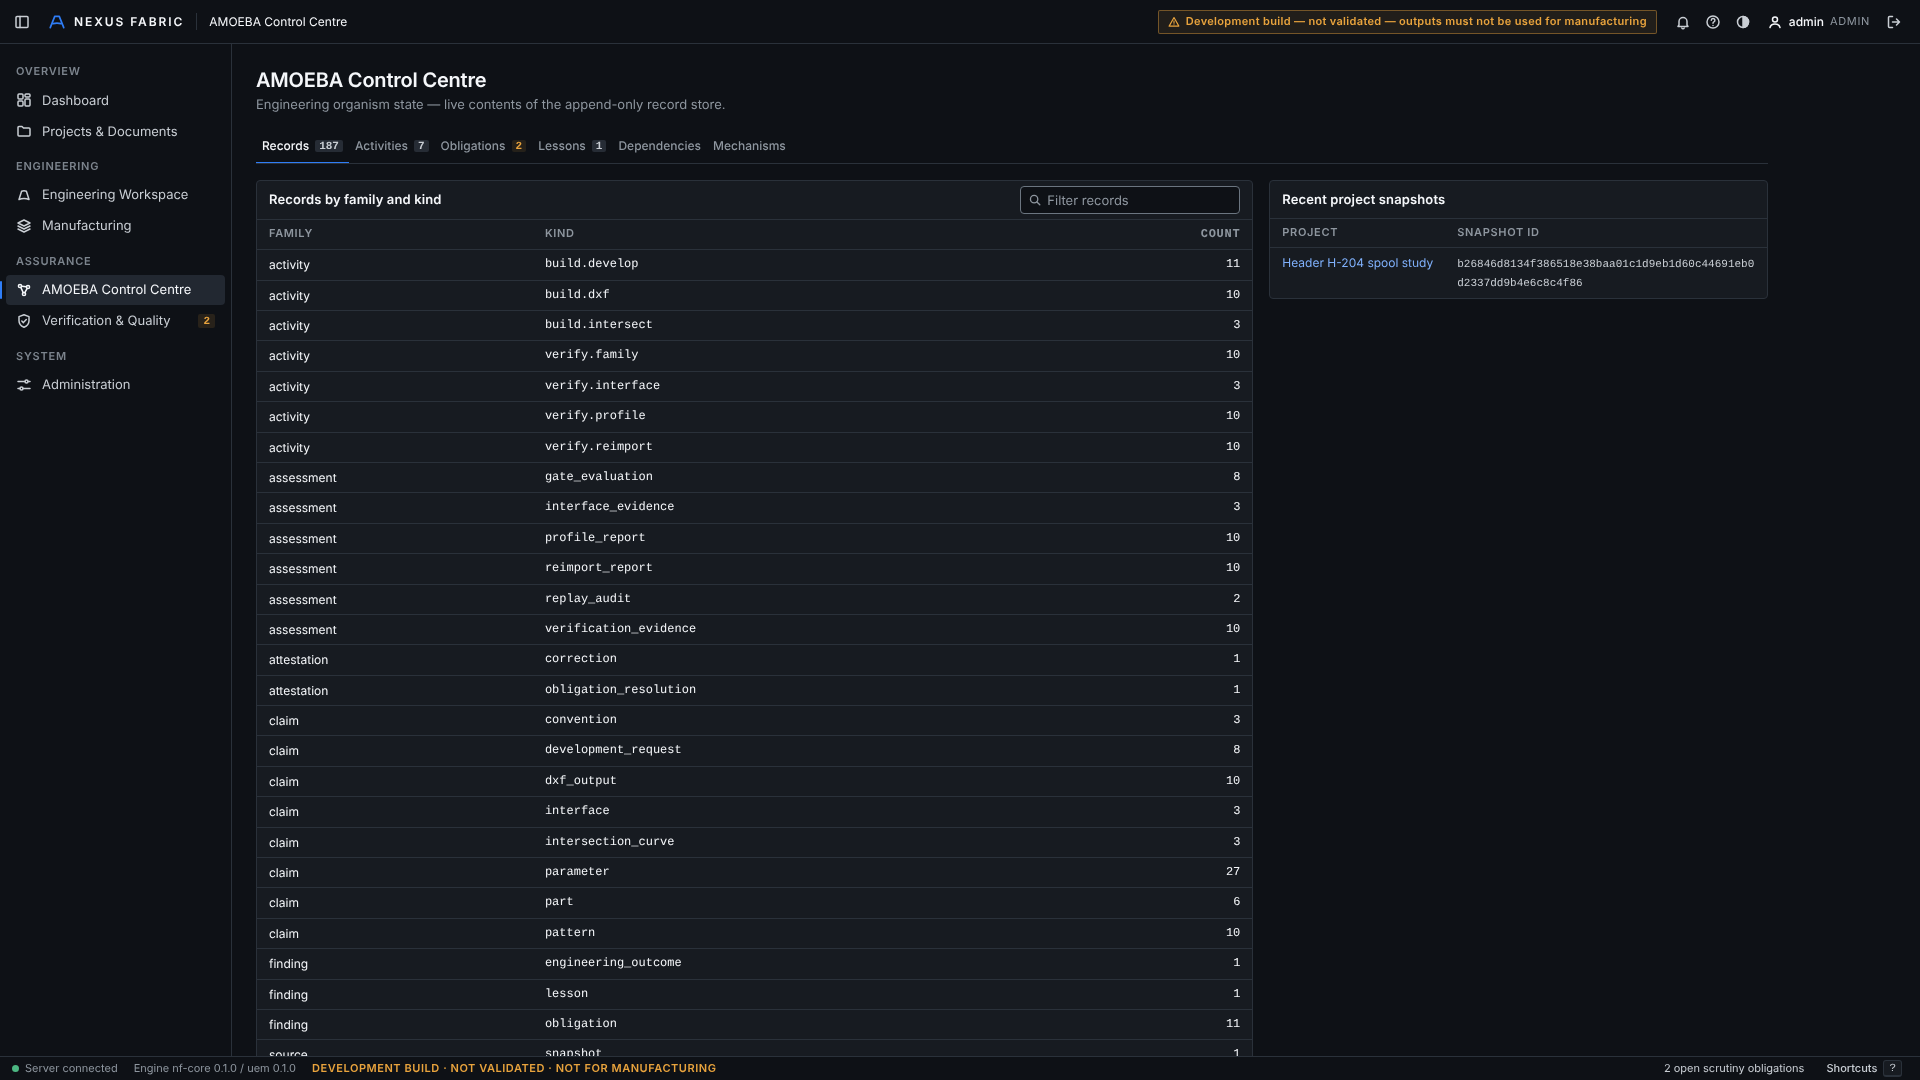 NEXUS FABRIC
AMOEBA Control Centre
Development build — not validated — outputs must not be used for manufacturing
admin ADMIN
OVERVIEW
Dashboard
Projects & Documents
ENGINEERING
Engineering Workspace
Manufacturing
ASSURANCE
AMOEBA Control Centre
Verification & Quality 2
SYSTEM
Administration
AMOEBA Control Centre
Engineering organism state — live contents of the append-only record store.
Records 187 Activities 7 Obligations 2 Lessons 1 Dependencies Mechanisms
Records by family and kind
Filter records
FAMILY KIND COUNT
activity build.develop 11
activity build.dxf 10
activity build.intersect 3
activity verify.family 10
activity verify.interface 3
activity verify.profile 10
activity verify.reimport 10
assessment gate_evaluation 8
assessment interface_evidence 3
assessment profile_report 10
assessment reimport_report 10
assessment replay_audit 2
assessment verification_evidence 10
attestation correction 1
attestation obligation_resolution 1
claim convention 3
claim development_request 8
claim dxf_output 10
claim interface 3
claim intersection_curve 3
claim parameter 27
claim part 6
claim pattern 10
finding engineering_outcome 1
finding lesson 1
finding obligation 11
source snapshot 1
Recent project snapshots
PROJECT SNAPSHOT ID
Header H-204 spool study b26846d8134f386518e38baa01c1d9eb1d60c44691eb0
d2337dd9b4e6c8c4f86
Server connected Engine nf-core 0.1.0 / uem 0.1.0 DEVELOPMENT BUILD · NOT VALIDATED · NOT FOR MANUFACTURING
2 open scrutiny obligations Shortcuts ?